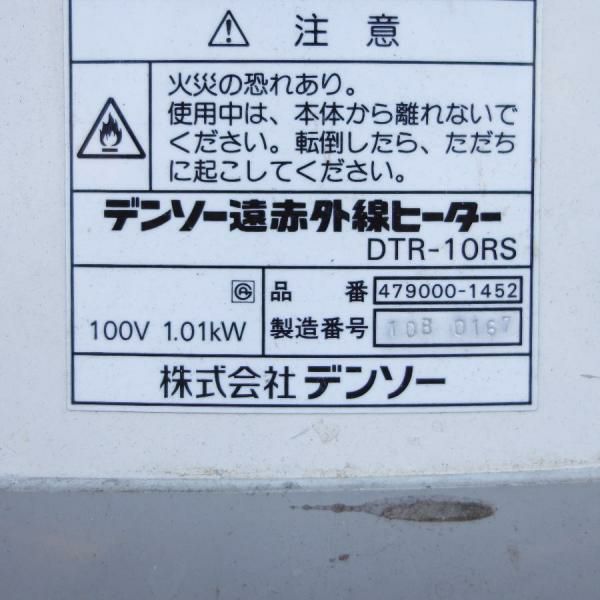 注意
火災の恐れあり。
使用中は、本体から離れないで
ください。転倒したら、ただち
に起こしてください。
デンソー遠赤外線ヒーター
DTR-10RS
100V 1.01kW
品番 479000-1452
製造番号 10B 0167
株式会社 デンソー